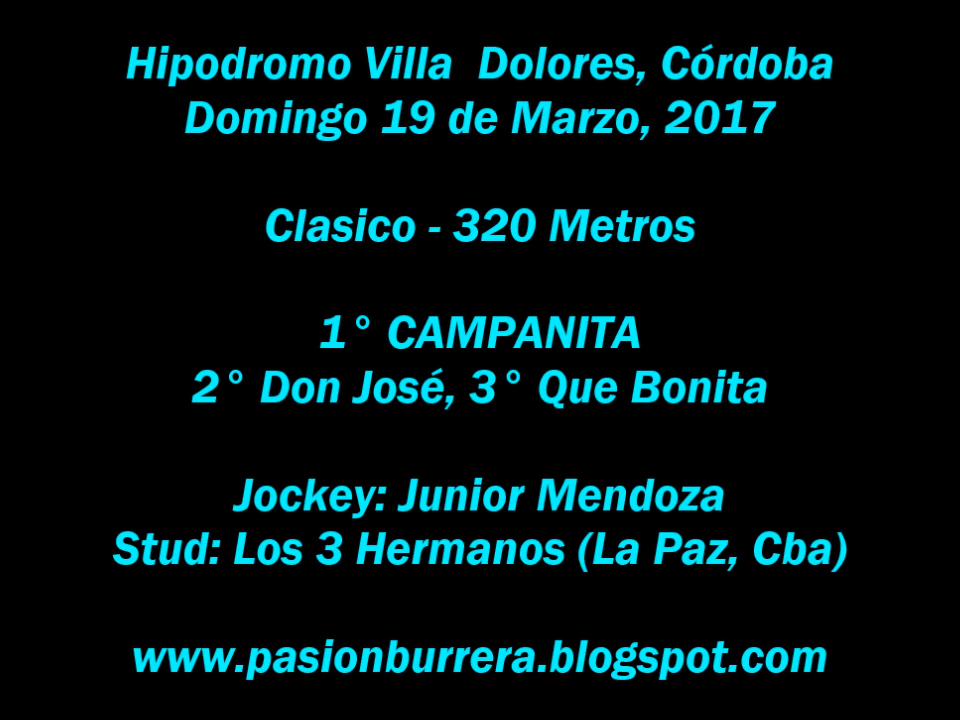 Hipodromo Villa Dolores, Córdoba
Domingo 19 de Marzo, 2017
Clasico - 320 Metros
1° CAMPANITA
2° Don José, 3° Que Bonita
Jockey: Junior Mendoza
Stud: Los 3 Hermanos (La Paz, Cba)
www.pasionburrera.blogspot.com